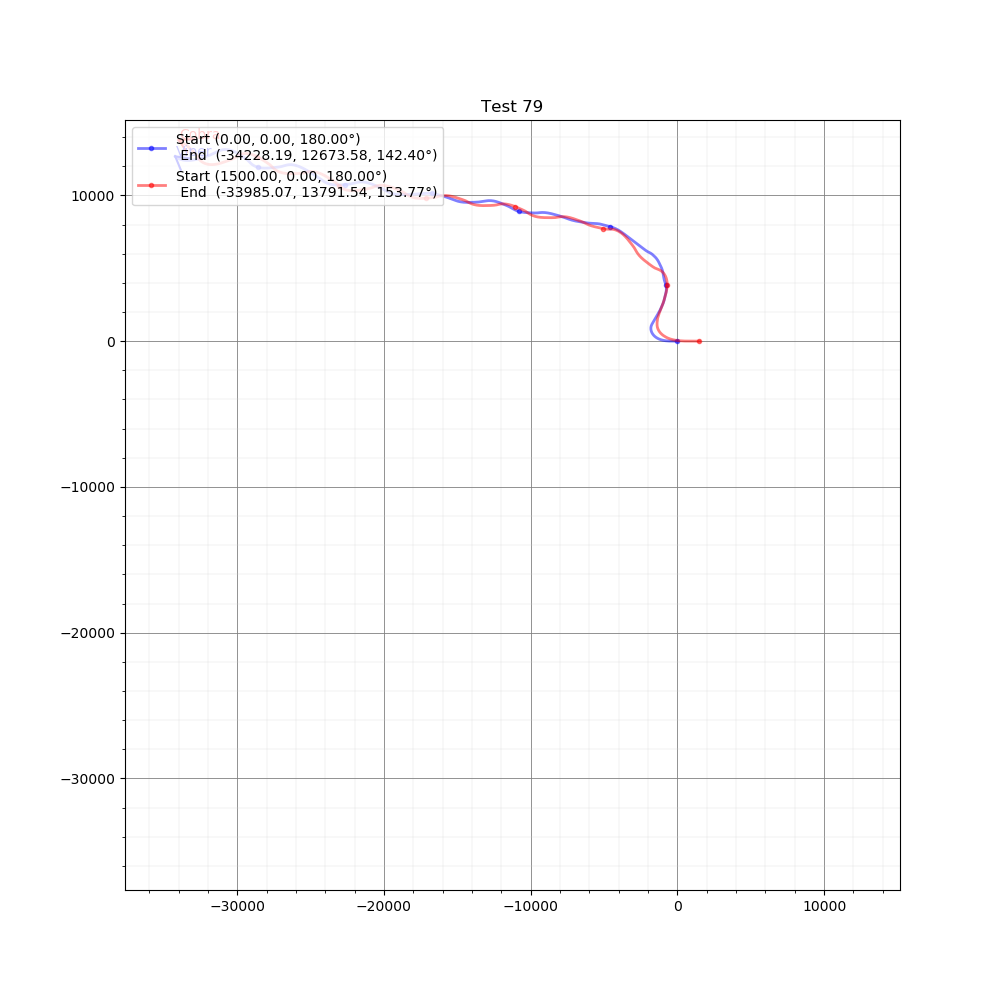 Test 79
Start (0.00, 0.00, 180.00°)
End (-34228.19, 12673.58, 142.40°)
Start (1500.00, 0.00, 180.00°)
End (-33985.07, 13791.54, 153.77°)
10000
0
−10000
−20000
−30000
−30000 −20000 −10000 0 10000